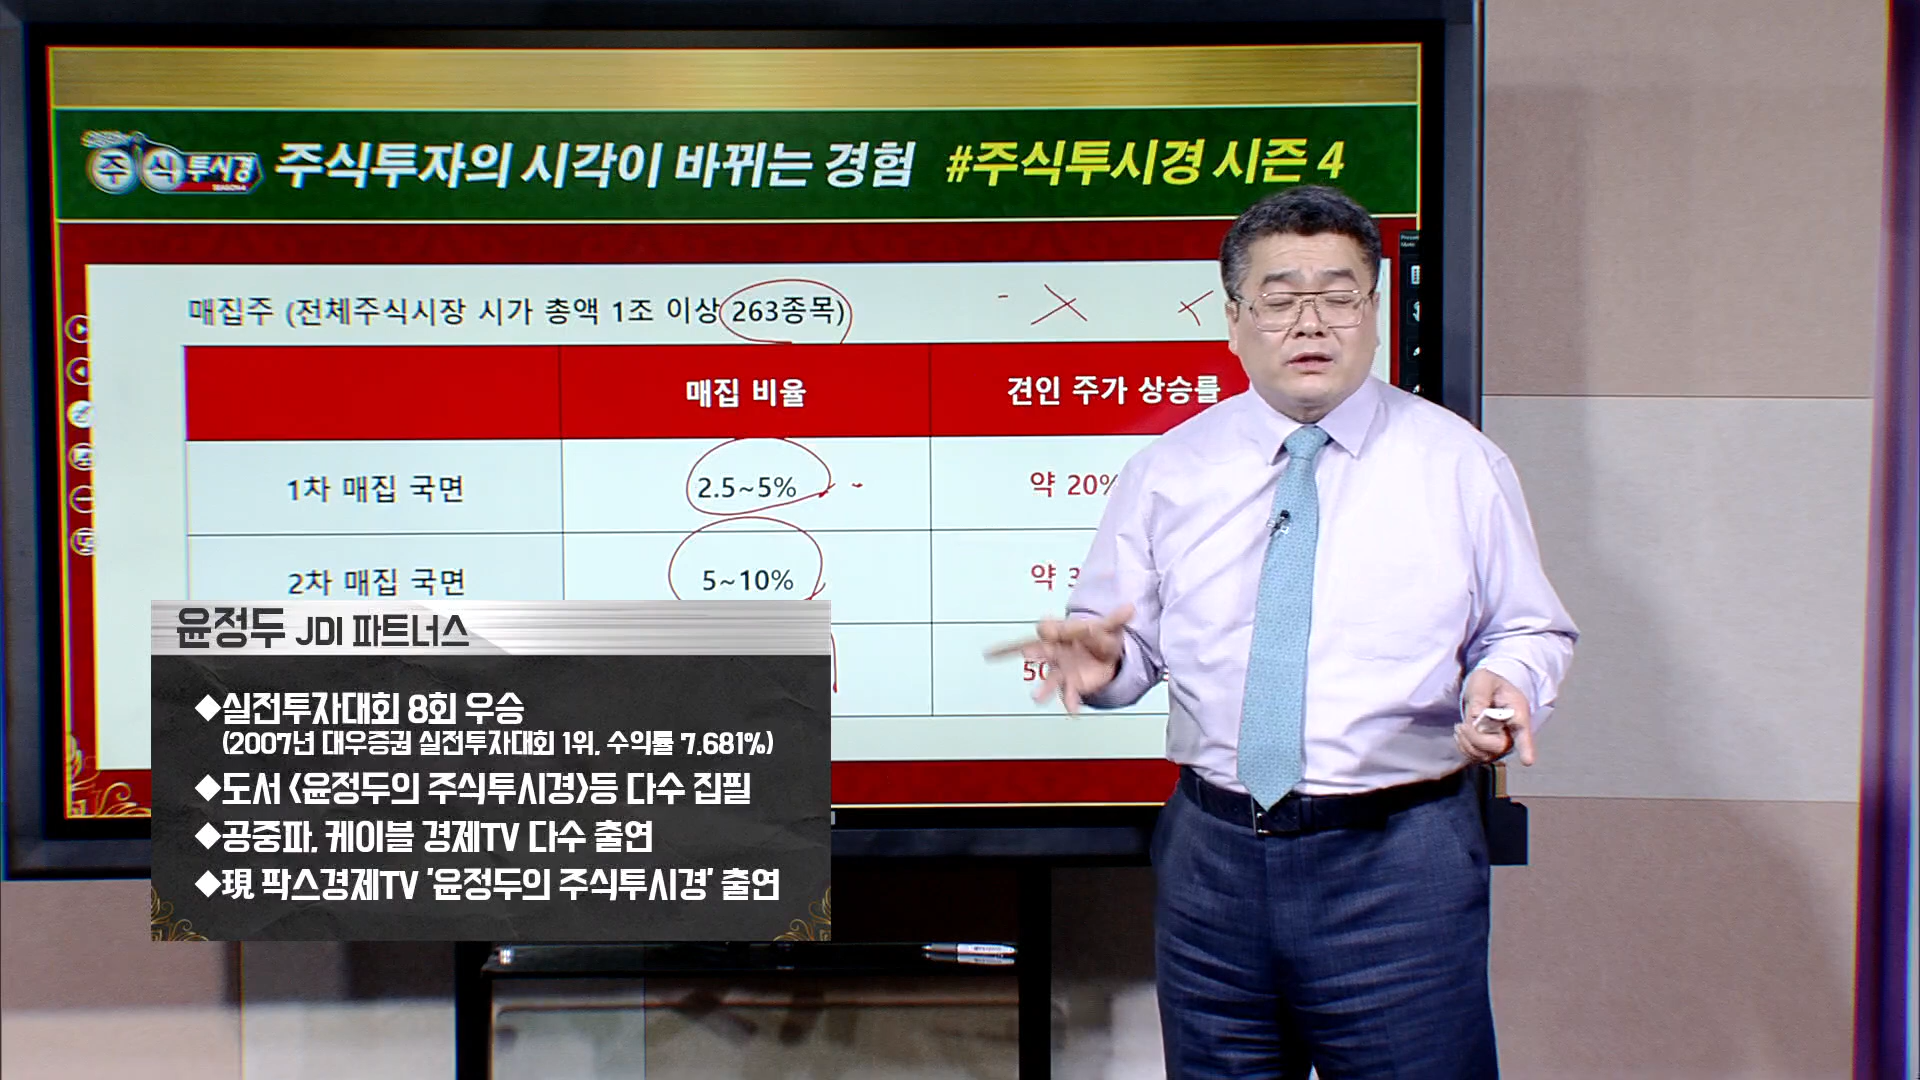 주식투시경
SEASON 4
주식투자의 시각이 바뀌는 경험 #주식투시경 시즌 4
매집주 (전체주식시장 시가 총액 1조 이상 263종목)
매집 비율
견인 주가 상승률
1차 매집 국면
2.5~5%
약 20%
2차 매집 국면
5~10%
약 3
50
윤정두 JDI 파트너스
◆실전투자대회 8회 우승
(2007년 대우증권 실전투자대회 1위, 수익률 7,681%)
◆도서 <윤정두의 주식투시경>등 다수 집필
◆공중파, 케이블 경제TV 다수 출연
◆現 팍스경제TV '윤정두의 주식투시경' 출연